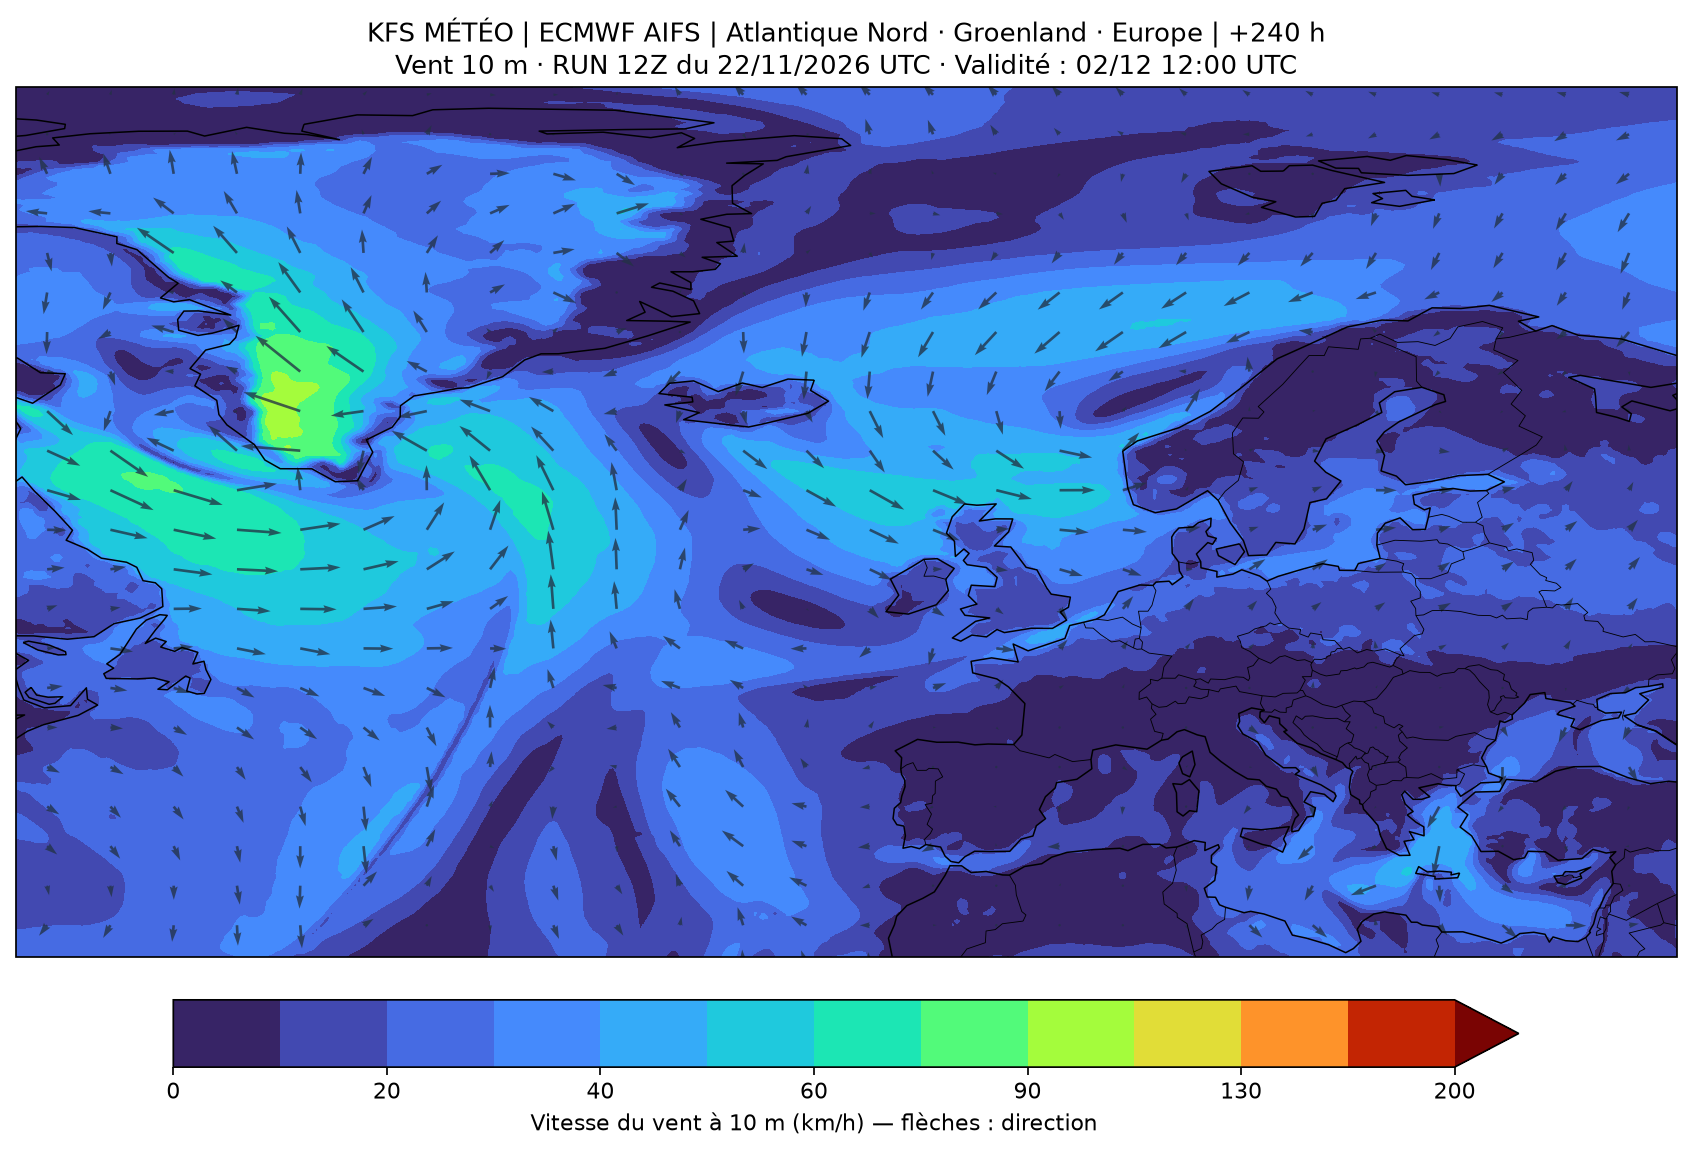 KFS MÉTÉO | ECMWF AIFS | Atlantique Nord · Groenland · Europe | +240 h
Vent 10 m · RUN 12Z du 22/11/2026 UTC · Validité : 02/12 12:00 UTC
0 20 40 60 90 130 200
Vitesse du vent à 10 m (km/h) — flèches : direction